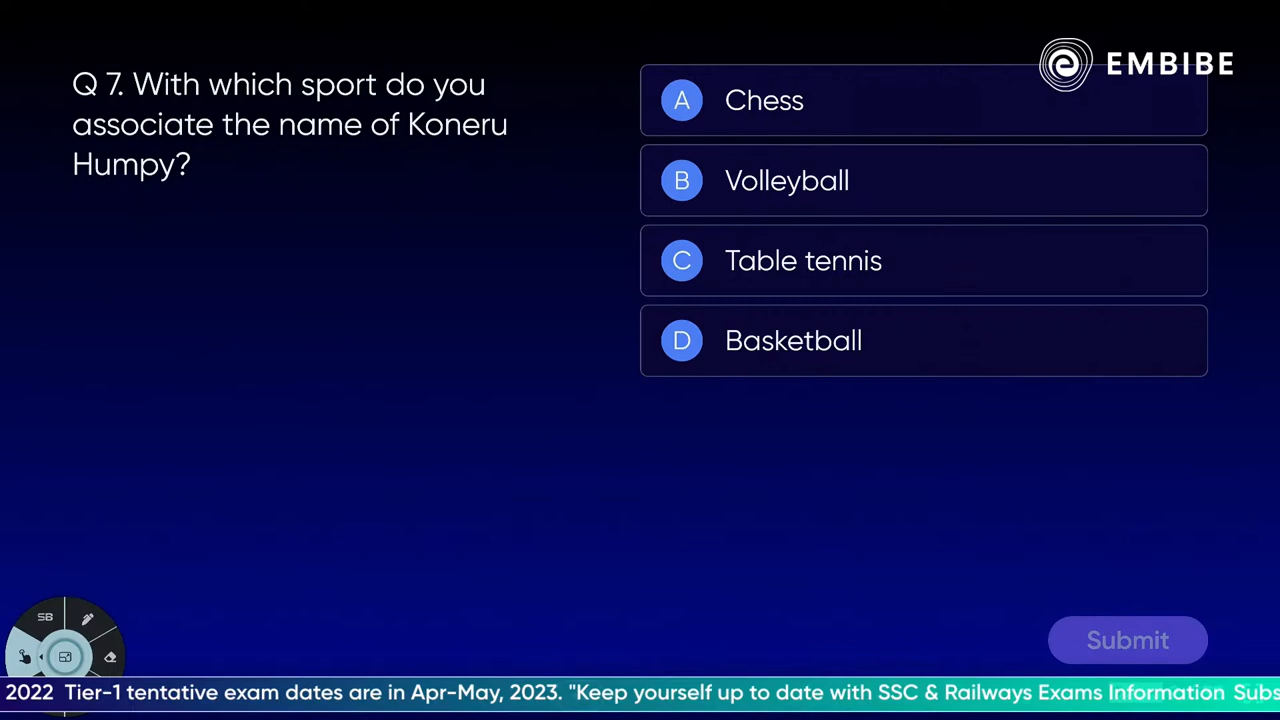 EMBIBE
Q 7. With which sport do you
associate the name of Koneru
Humpy?
A Chess
B Volleyball
C Table tennis
D Basketball
SB
Submit
2022 Tier-1 tentative exam dates are in Apr-May, 2023. "Keep yourself up to date with SSC & Railways Exams Information Subs